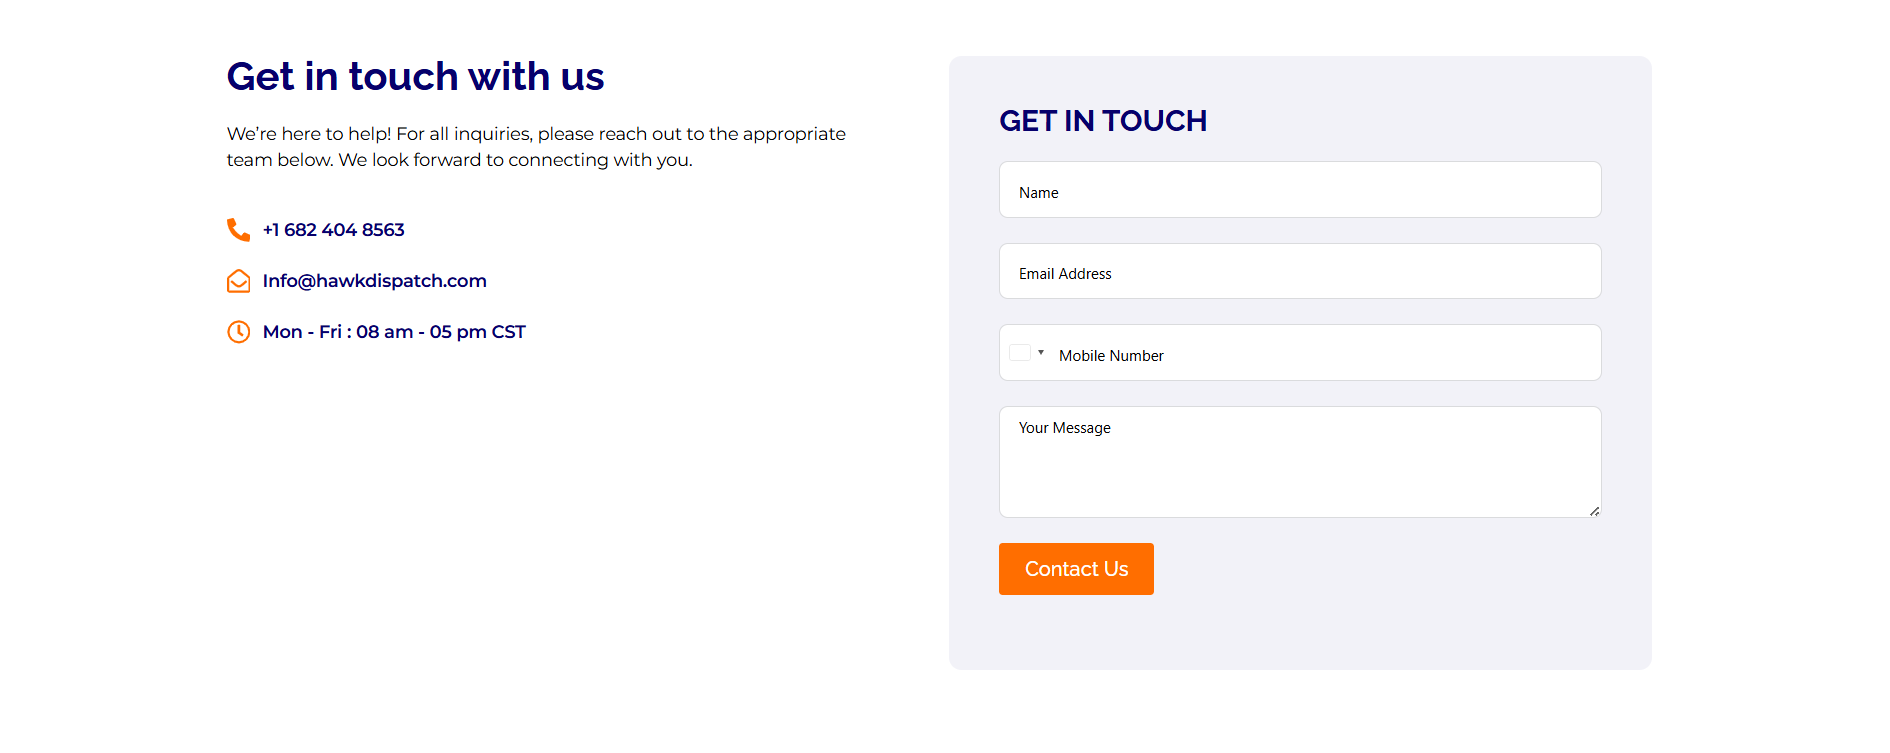 Get in touch with us
We’re here to help! For all inquiries, please reach out to the appropriate
team below. We look forward to connecting with you.
+1 682 404 8563
Info@hawkdispatch.com
Mon - Fri : 08 am - 05 pm CST
GET IN TOUCH
Name
Email Address
Mobile Number
Your Message
Contact Us